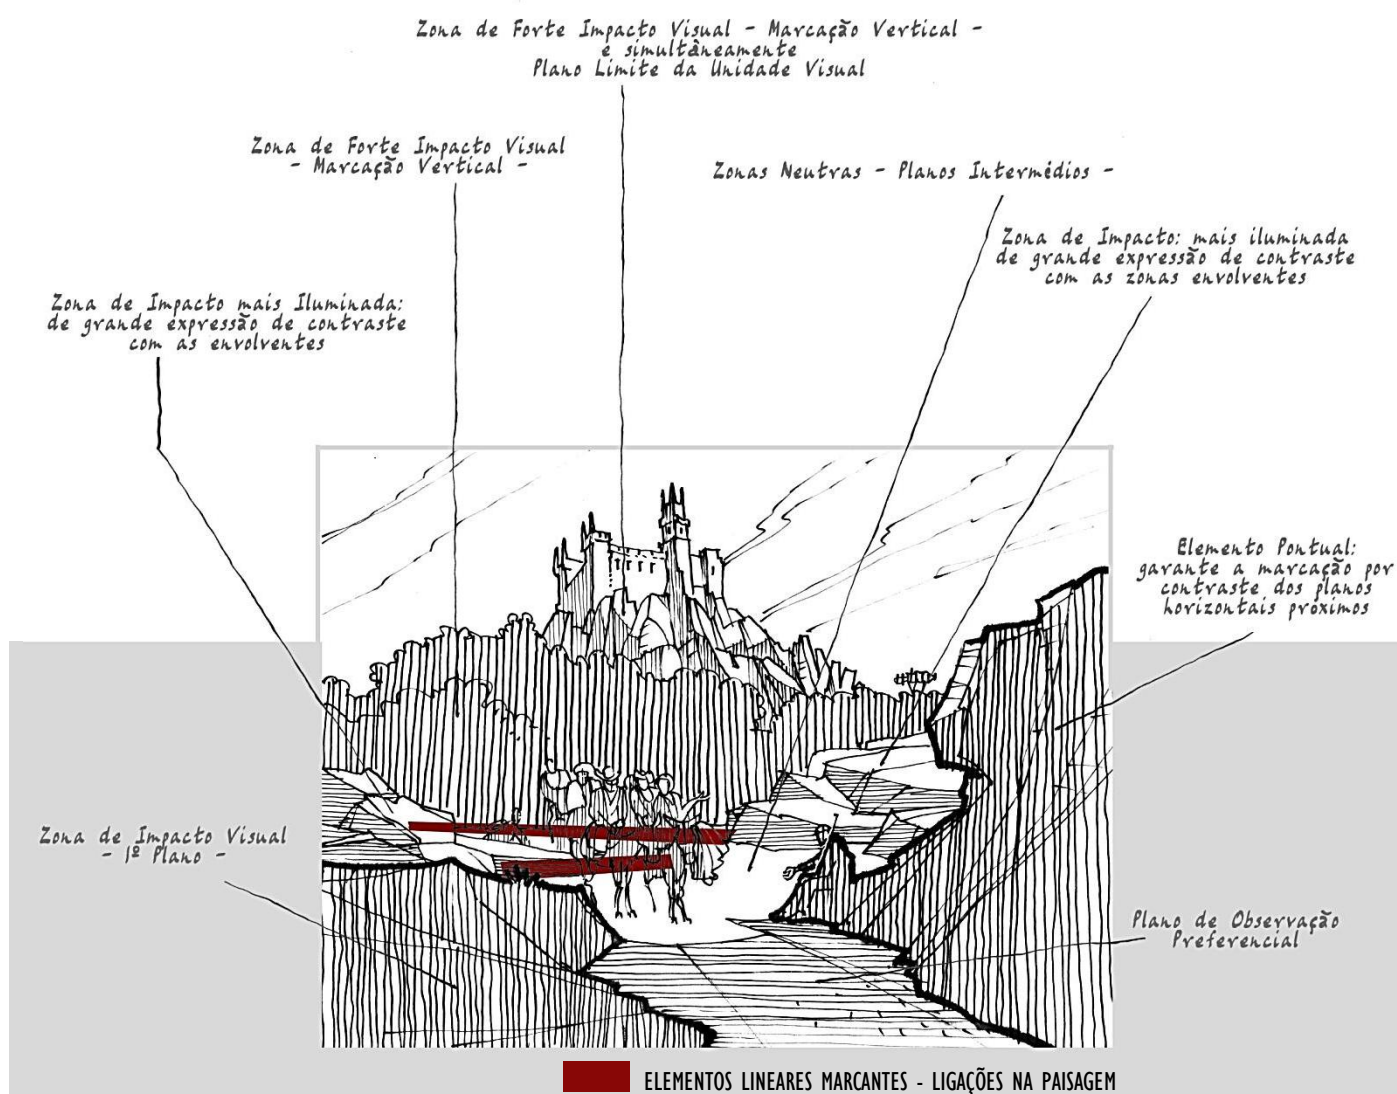 Zona de Forte Impacto Visual - Marcação Vertical -
e simultâneamente
Plano Limite da Unidade Visual
Zona de Forte Impacto Visual
- Marcação Vertical -
Zonas Neutras - Planos Intermédios -
Zona de Impacto: mais iluminada
de grande expressão de contraste
com as zonas envolventes
Zona de Impacto mais Iluminada:
de grande expressão de contraste
com as envolventes
Elemento Pontual:
garante a marcação por
contraste dos planos
horizontais próximos
Zona de Impacto Visual
- 1º Plano -
Plano de Observação
Preferencial
ELEMENTOS LINEARES MARCANTES - LIGAÇÕES NA PAISAGEM